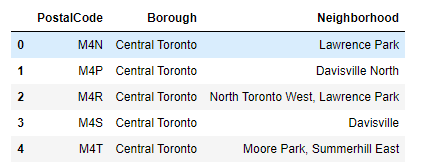 PostalCode Borough Neighborhood
0 M4N Central Toronto Lawrence Park
1 M4P Central Toronto Davisville North
2 M4R Central Toronto North Toronto West, Lawrence Park
3 M4S Central Toronto Davisville
4 M4T Central Toronto Moore Park, Summerhill East